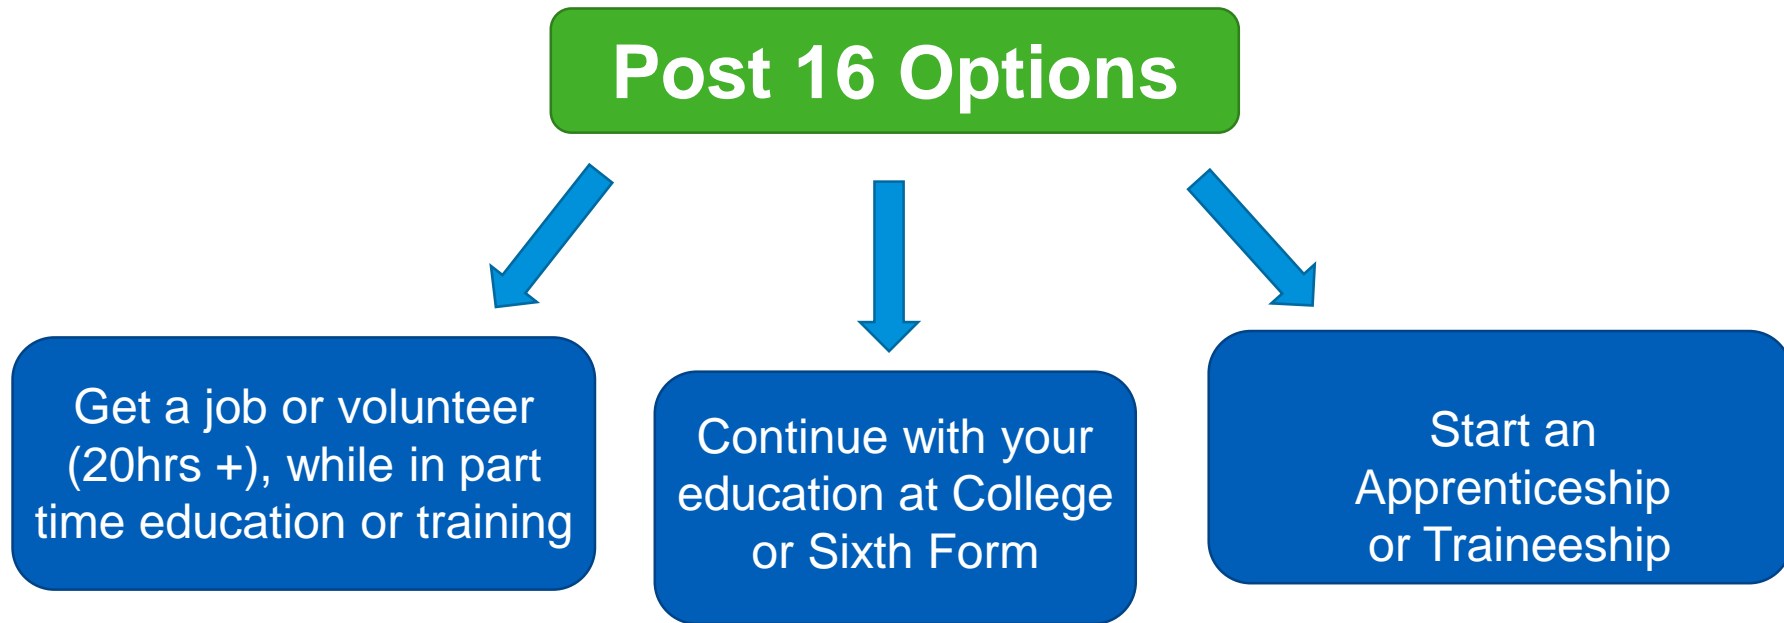 Post 16 Options
Get a job or volunteer
(20hrs +), while in part
time education or training
Continue with your
education at College
or Sixth Form
Start an
Apprenticeship
or Traineeship